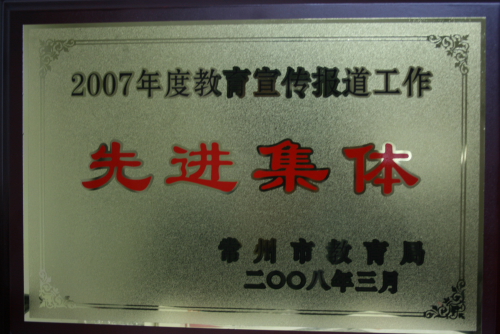 2007年度教育宣传报道工作
先进集体
常州市教育局
二〇〇八年三月